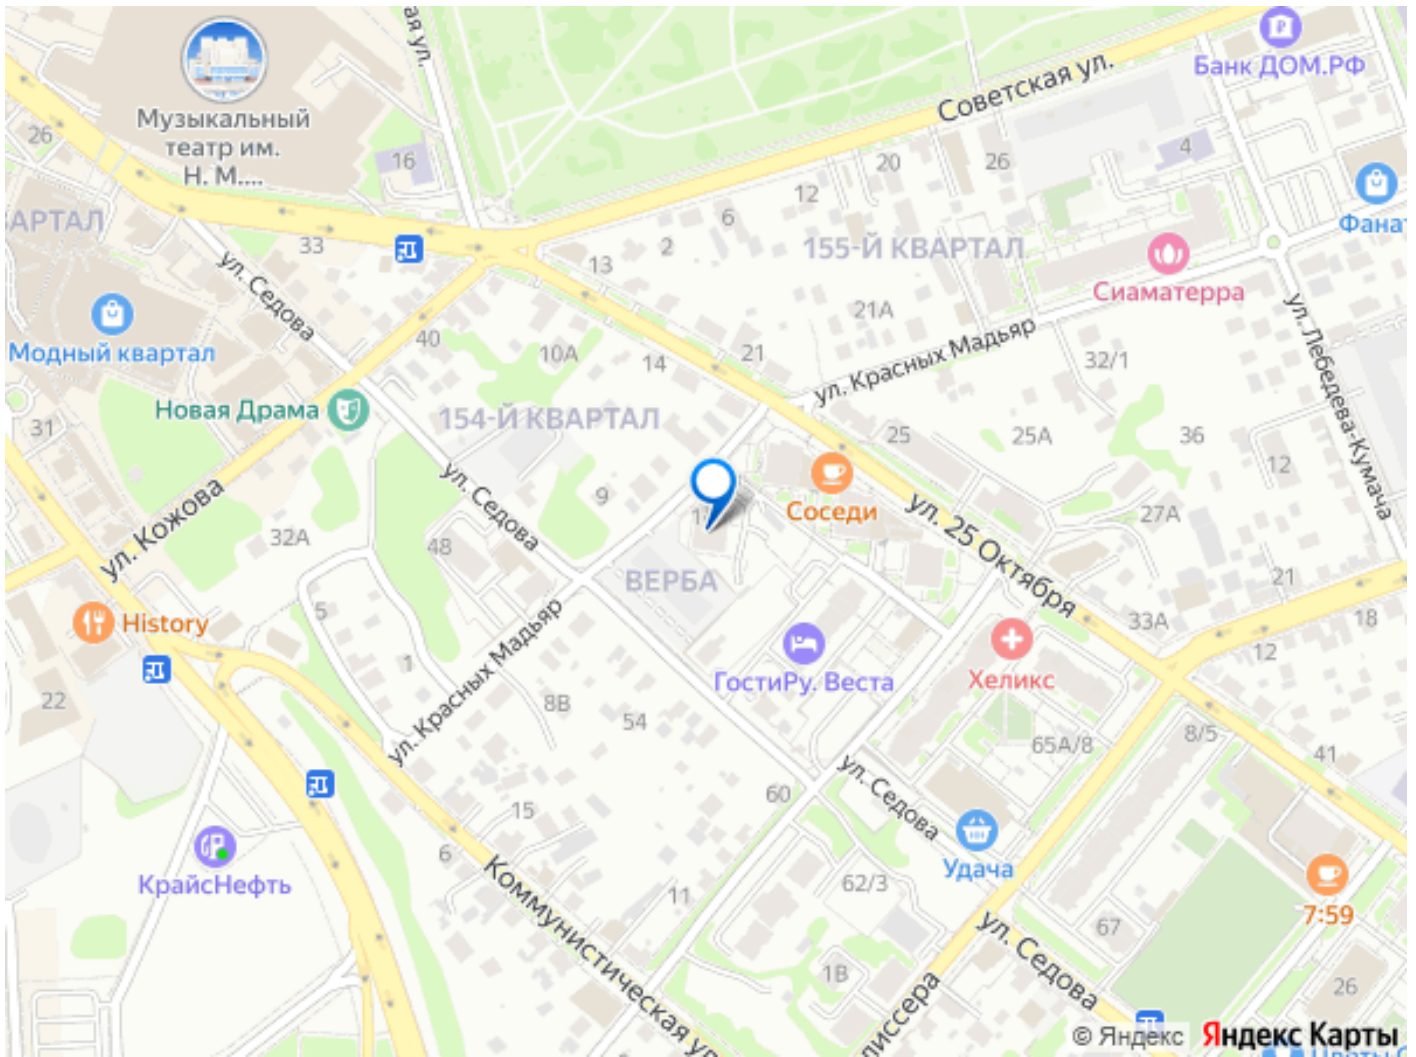 ая ул.
Банк ДОМ.РФ
Советская ул.
Музыкальный
театр им.
Н. М....
26
16
20
26
4
12
6
2
АРТАЛ
33
155-Й КВАРТАЛ
Фанат
13
ул. Седова
Сиаматерра
21А
Модный квартал
40
10А
14
21
ул. Красных Мадьяр
32/1
ул. Лебедева-Кумача
Новая Драма
154-Й КВАРТАЛ
31
25
25А
36
12
ул. Седова
9
Соседи
ул. 25 Октября
27А
ул. Кожова
32А
48
ВЕРБА
21
5
History
ул. Красных Мадьяр
33А
18
12
1
ГостиРу. Веста
Хеликс
22
8В
54
65А/8
8/5
41
ул. Седова
60
15
6
Удача
КрайсНефть
Коммунистическая ул
11
62/3
7:59
67
ул. Седова
1В
лиссера
26
© Яндекс
Яндекс Карты